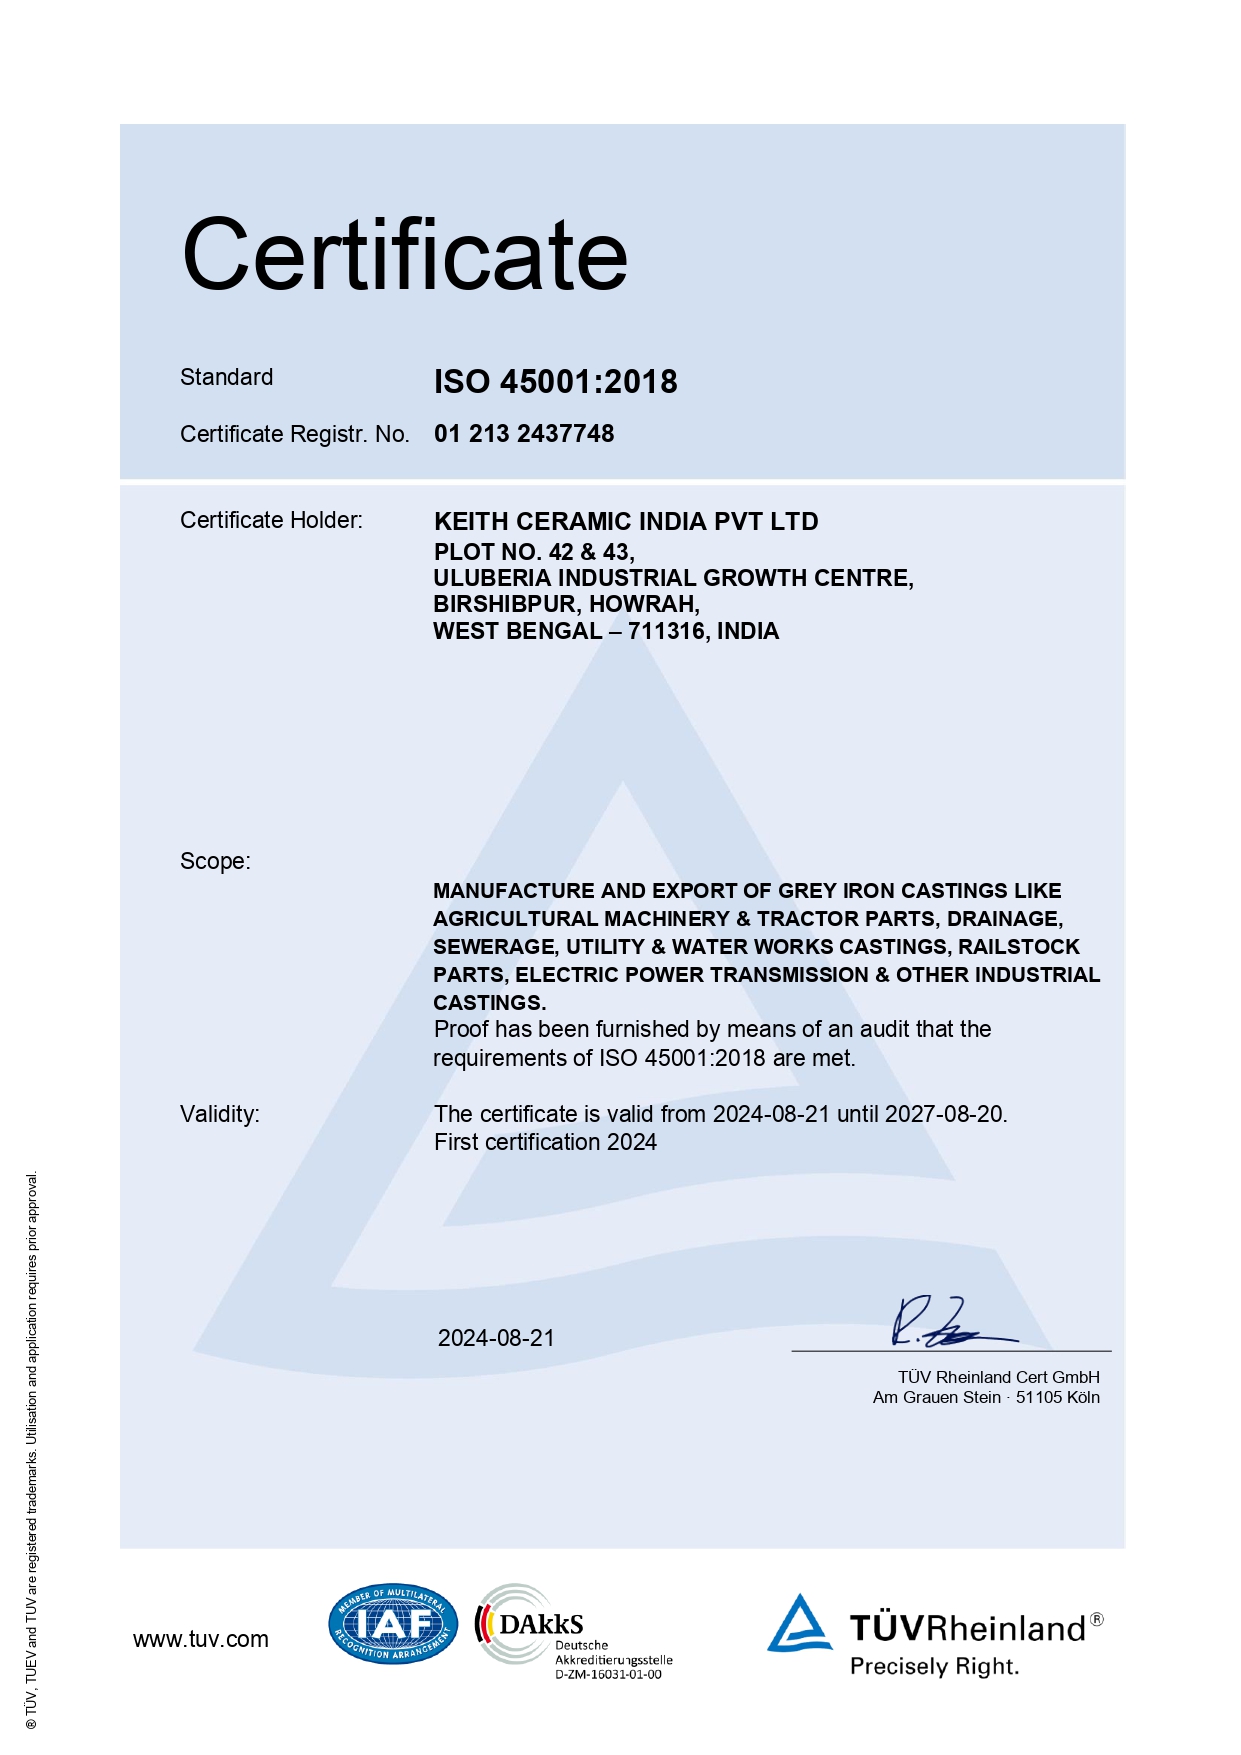 Certificate
Standard ISO 45001:2018
Certificate Registr. No. 01 213 2437748
Certificate Holder: KEITH CERAMIC INDIA PVT LTD
PLOT NO. 42 & 43,
ULUBERIA INDUSTRIAL GROWTH CENTRE,
BIRSHIBPUR, HOWRAH,
WEST BENGAL – 711316, INDIA
Scope:
MANUFACTURE AND EXPORT OF GREY IRON CASTINGS LIKE
AGRICULTURAL MACHINERY & TRACTOR PARTS, DRAINAGE,
SEWERAGE, UTILITY & WATER WORKS CASTINGS, RAILSTOCK
PARTS, ELECTRIC POWER TRANSMISSION & OTHER INDUSTRIAL
CASTINGS.
Proof has been furnished by means of an audit that the
requirements of ISO 45001:2018 are met.
Validity: The certificate is valid from 2024-08-21 until 2027-08-20.
First certification 2024
2024-08-21
TÜV Rheinland Cert GmbH
Am Grauen Stein · 51105 Köln
® TÜV, TUEV and TUV are registered trademarks. Utilisation and application requires prior approval.
www.tuv.com
MEMBER OF MULTILATERAL
IAF
RECOGNITION ARRANGEMENT
DAkkS
Deutsche
Akkreditierungsstelle
D-ZM-16031-01-00
TÜVRheinland®
Precisely Right.